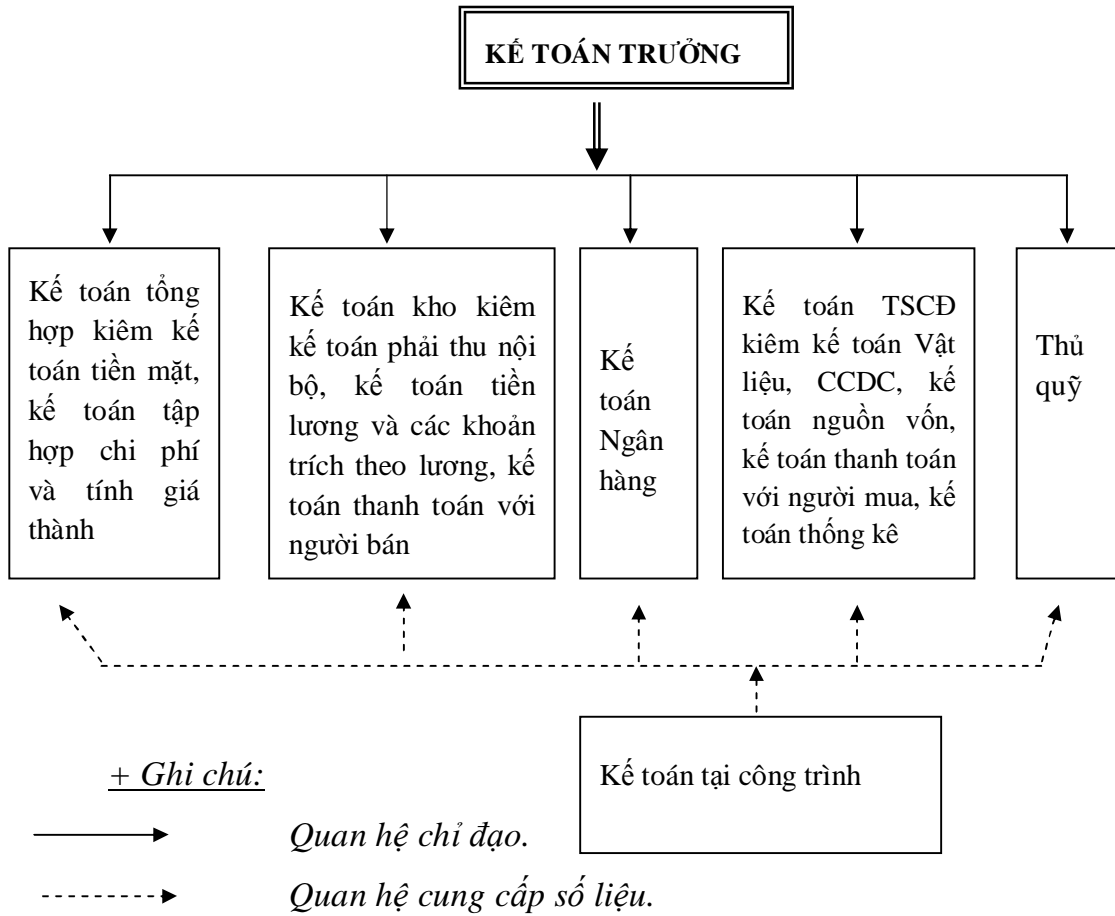 KẾ TOÁN TRƯỞNG
Kế toán tổng
hợp kiêm kế
toán tiền mặt,
kế toán tập
hợp chi phí
và tính giá
thành
Kế toán kho kiêm
kế toán phải thu nội
bộ, kế toán tiền
lương và các khoản
trích theo lương, kế
toán thanh toán với
người bán
Kế
toán
Ngân
hàng
Kế toán TSCĐ
kiêm kế toán Vật
liệu, CCDC, kế
toán nguồn vốn,
kế toán thanh toán
với người mua, kế
toán thống kê
Thủ
quỹ
Kế toán tại công trình
+ Ghi chú:
Quan hệ chỉ đạo.
Quan hệ cung cấp số liệu.